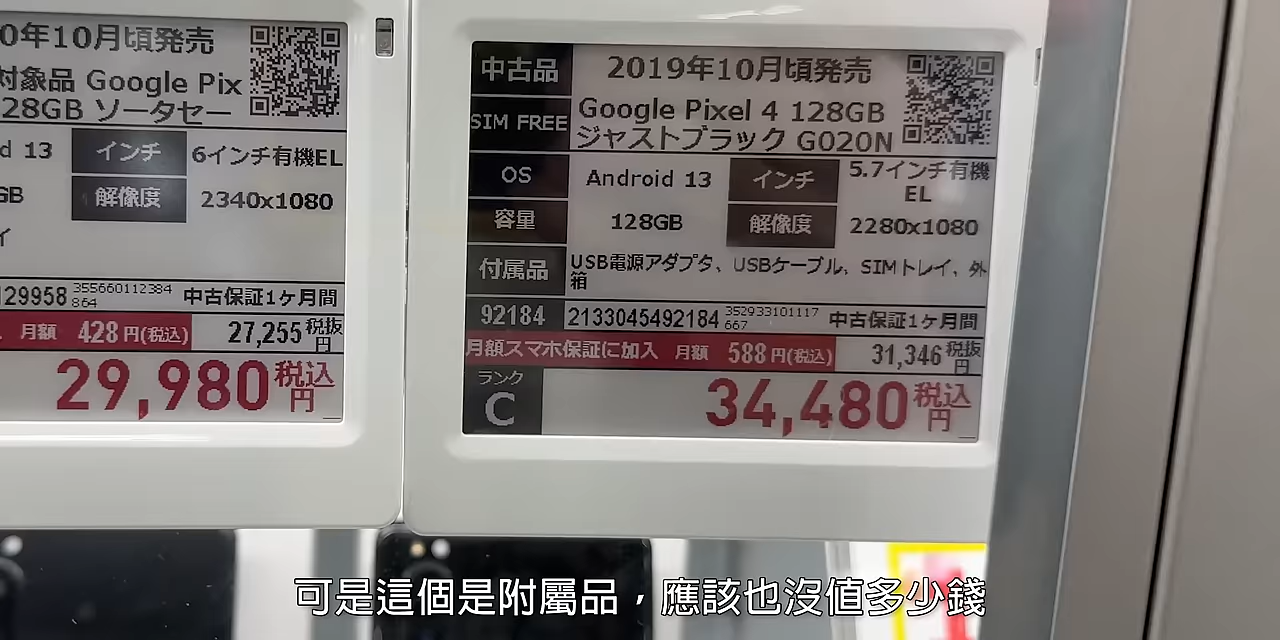 0年10月頃発売
対象品 Google Pix
28GB ソータセー
d 13
インチ
6インチ有機EL
GB
解像度
2340x1080
イ
129958
355660112384
864
中古保証1ヶ月間
月額 428円(税込)
27,255税抜円
29,980税込円
中古品
2019年10月頃発売
SIM FREE
Google Pixel 4 128GB
ジャストブラック G020N
OS
Android 13
インチ
5.7インチ有機
EL
容量
128GB
解像度
2280x1080
付属品
USB電源アダプタ、USBケーブル、SIMトレイ、外
箱
92184
2133045492184
352933101117
667
中古保証1ヶ月間
月額スマホ保証に加入 月額 588円(税込)
31,346税抜円
ランク
C
34,480税込円
可是這個是附屬品，應該也沒值多少錢